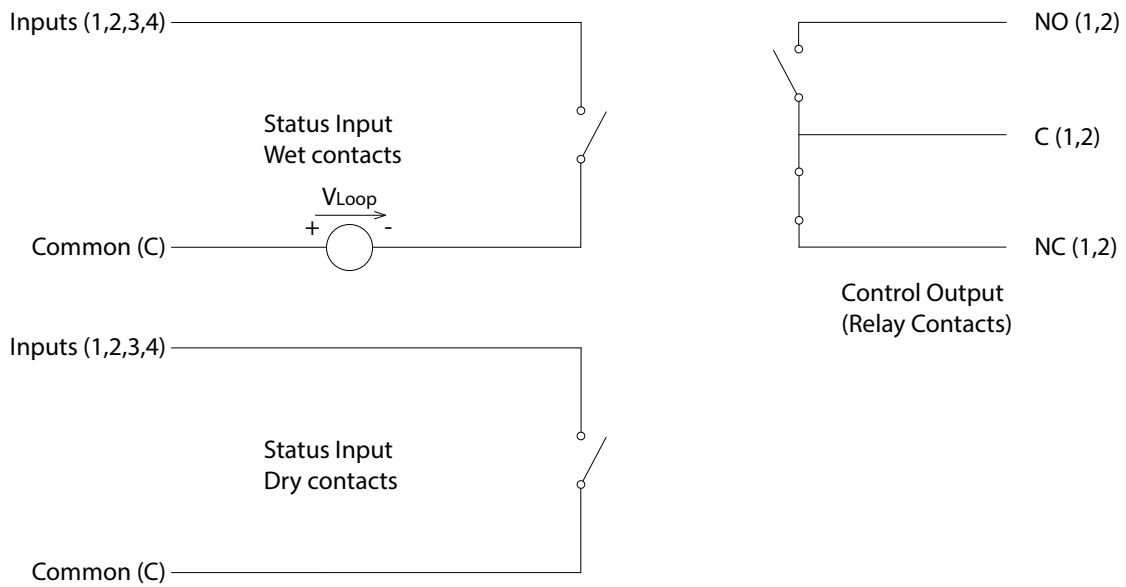 Inputs (1,2,3,4)
Status Input
Wet contacts
VLoop
+ -
Common (C)
NO (1,2)
C (1,2)
NC (1,2)
Control Output
(Relay Contacts)
Inputs (1,2,3,4)
Status Input
Dry contacts
Common (C)